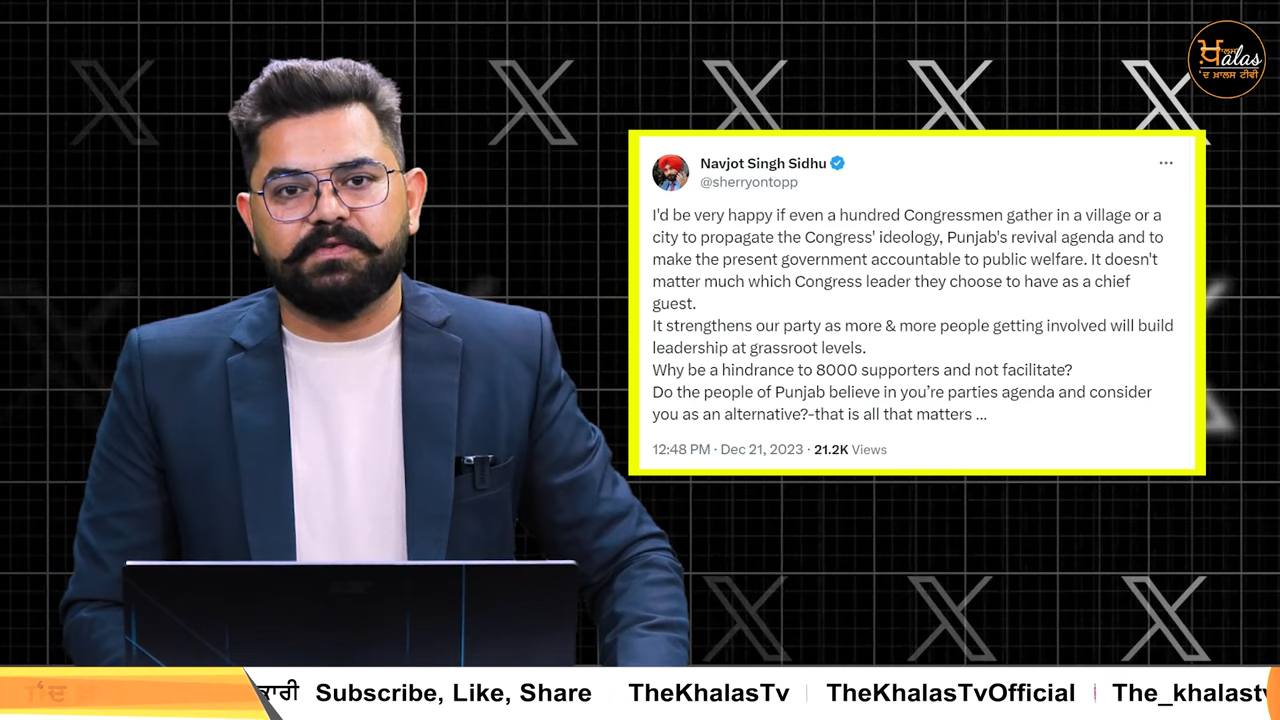 ਖ਼ਾਲਸ
alas
'ਦ ਖ਼ਾਲਸ ਟੀਵੀ
Navjot Singh Sidhu
@sherryontopp
I'd be very happy if even a hundred Congressmen gather in a village or a
city to propagate the Congress' ideology, Punjab's revival agenda and to
make the present government accountable to public welfare. It doesn't
matter much which Congress leader they choose to have as a chief
guest.
It strengthens our party as more & more people getting involved will build
leadership at grassroot levels.
Why be a hindrance to 8000 supporters and not facilitate?
Do the people of Punjab believe in you’re parties agenda and consider
you as an alternative?-that is all that matters ...
12:48 PM · Dec 21, 2023 · 21.2K Views
Subscribe, Like, Share TheKhalasTv TheKhalasTvOfficial The_khalastv